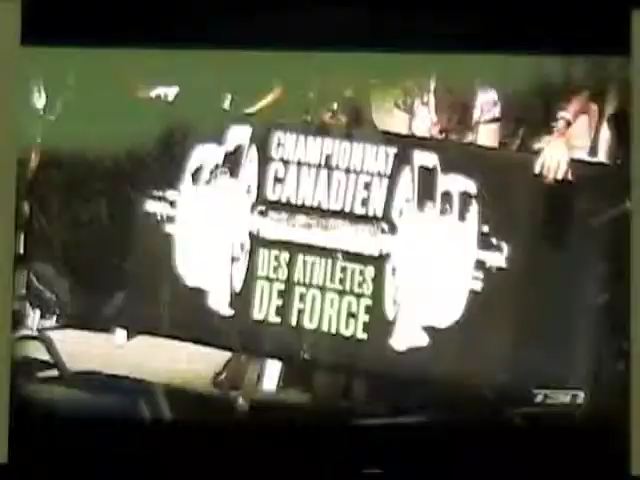 CHAMPIONNAT
CANADIEN
DES ATHLÈTES
DE FORCE
TSN